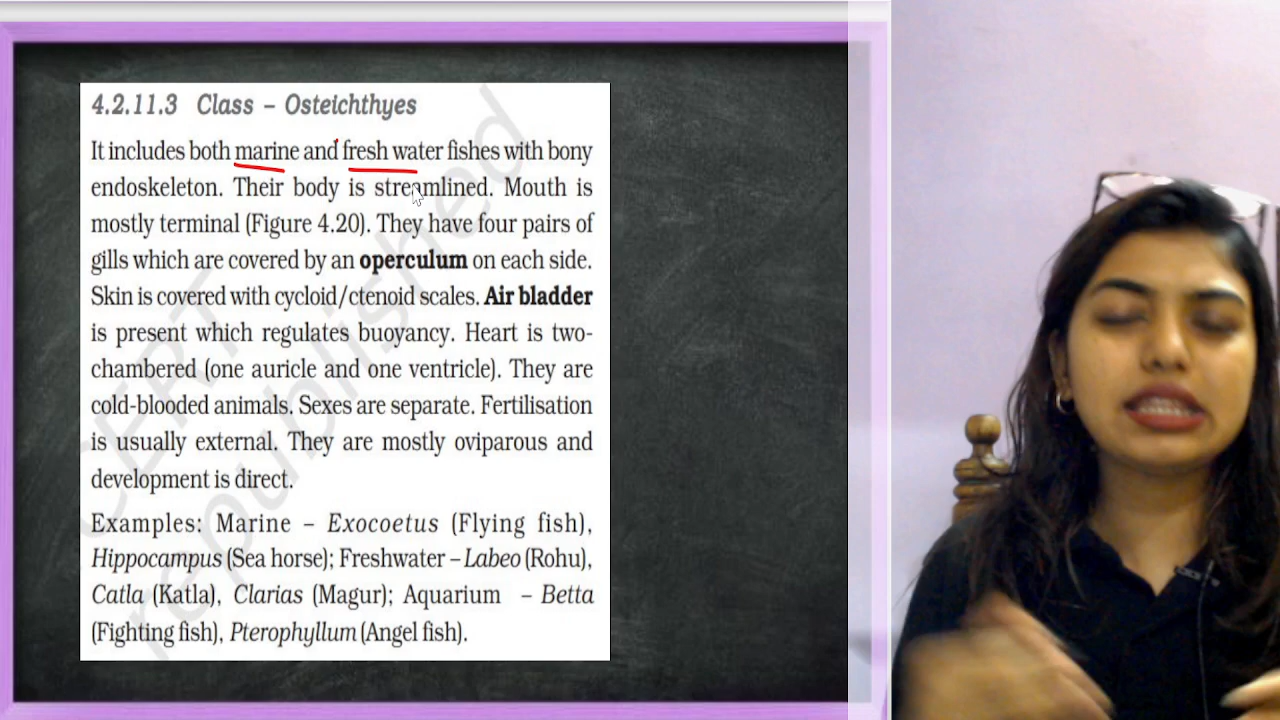 4.2.11.3 Class – Osteichthyes
It includes both marine and fresh water fishes with bony
endoskeleton. Their body is streamlined. Mouth is
mostly terminal (Figure 4.20). They have four pairs of
gills which are covered by an operculum on each side.
Skin is covered with cycloid/ctenoid scales. Air bladder
is present which regulates buoyancy. Heart is two-
chambered (one auricle and one ventricle). They are
cold-blooded animals. Sexes are separate. Fertilisation
is usually external. They are mostly oviparous and
development is direct.
Examples: Marine – Exocoetus (Flying fish),
Hippocampus (Sea horse); Freshwater – Labeo (Rohu),
Catla (Katla), Clarias (Magur); Aquarium – Betta
(Fighting fish), Pterophyllum (Angel fish).